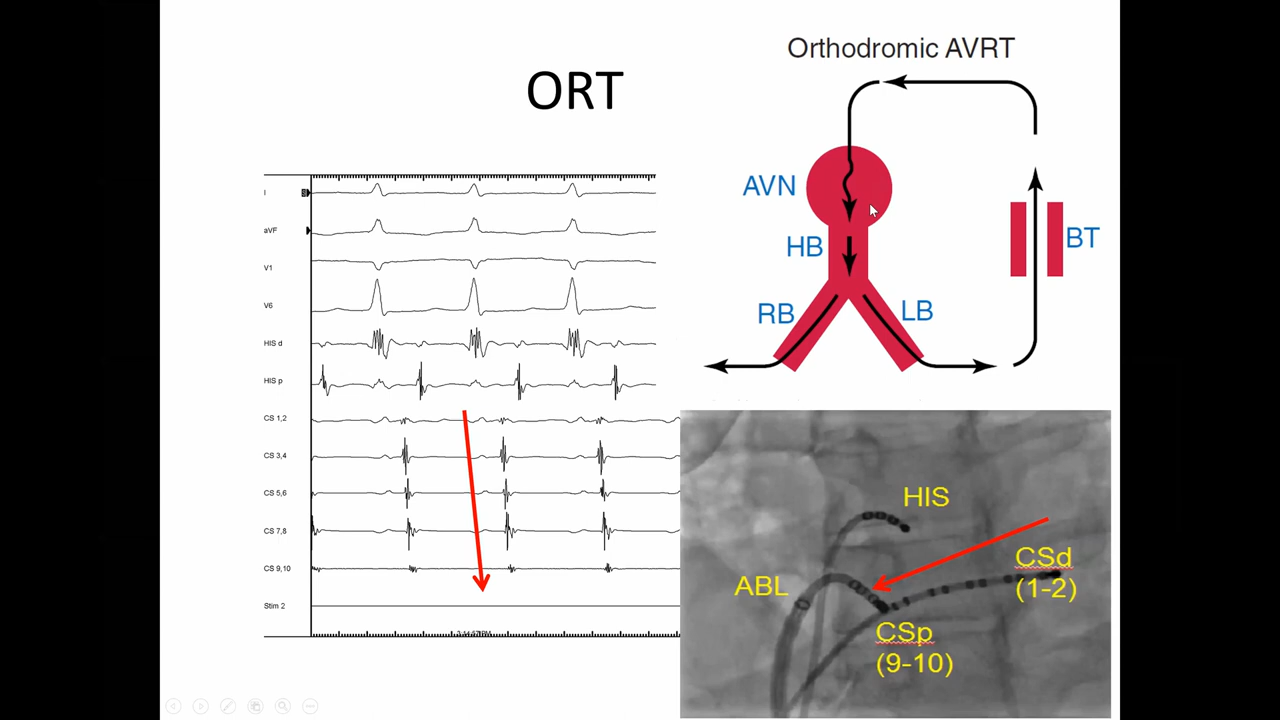 ORT
Orthodromic AVRT
AVN
HB
RB
LB
BT
I
aVF
V1
V6
HIS d
HIS p
CS 1,2
CS 3,4
CS 5,6
CS 7,8
CS 9,10
Stim 2
HIS
ABL
CSd
(1-2)
CSp
(9-10)